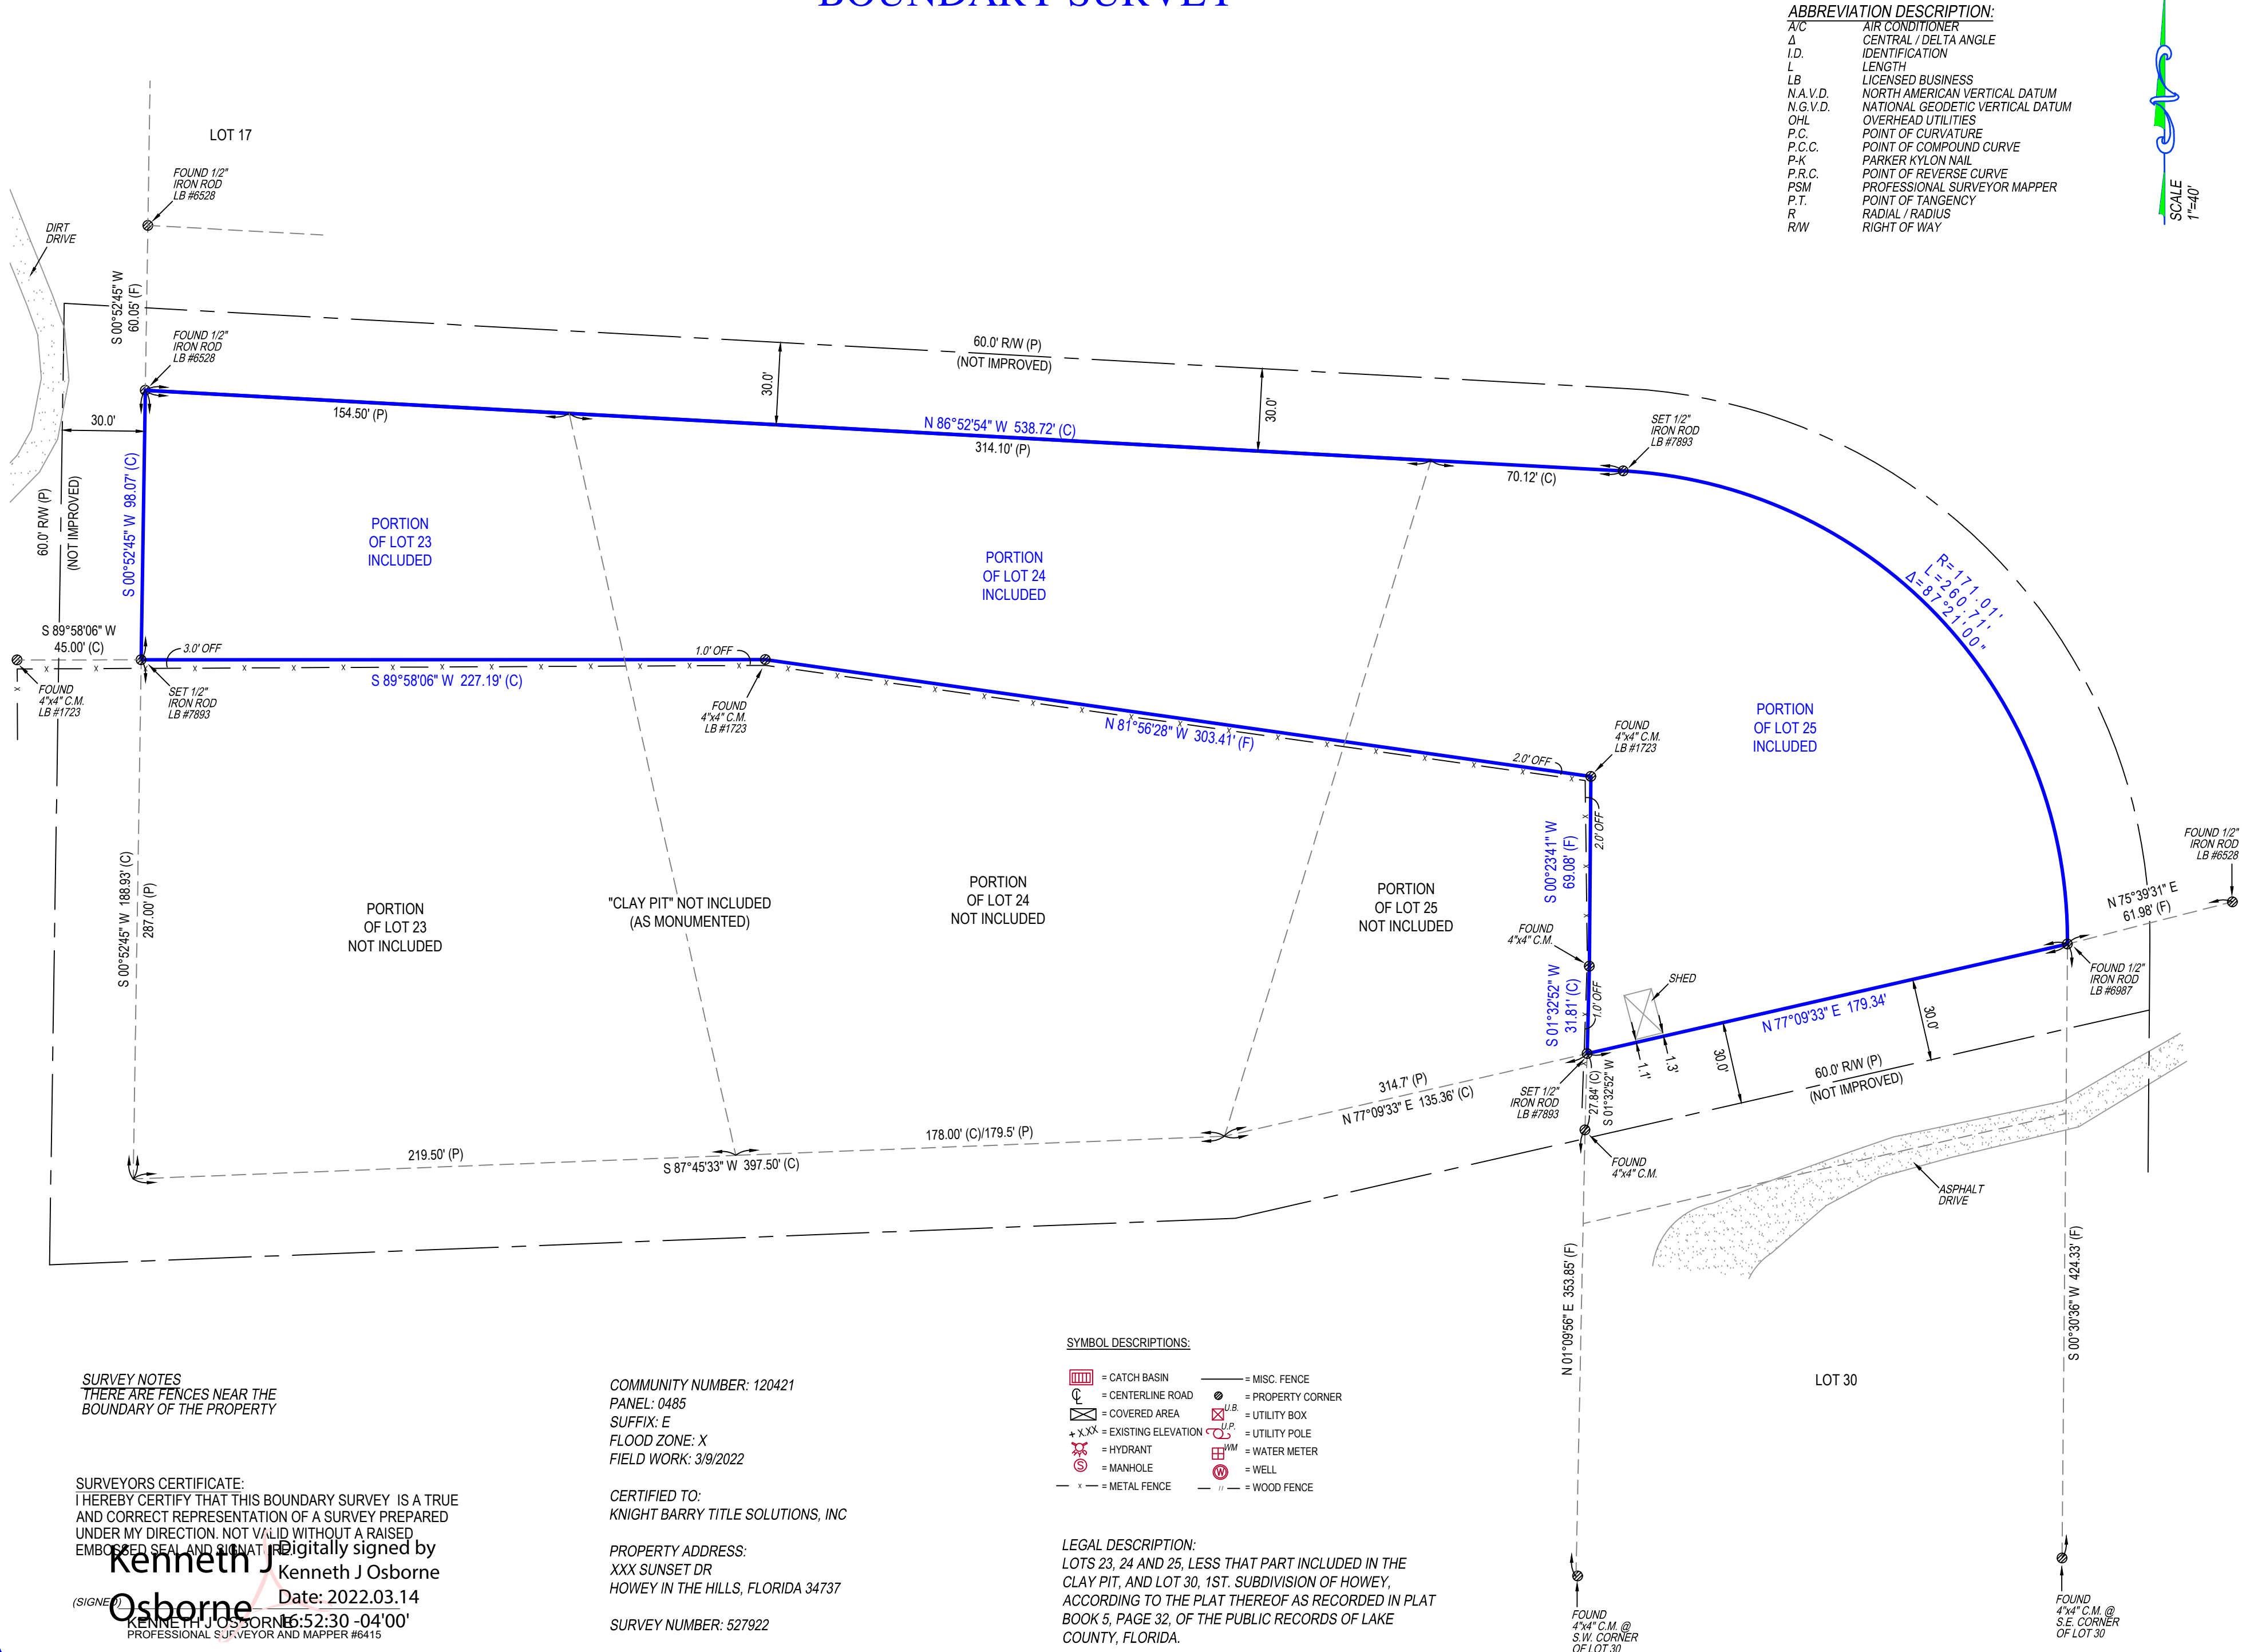 BOUNDARY SURVEY
ABBREVIATION DESCRIPTION:
A/C AIR CONDITIONER
Δ CENTRAL / DELTA ANGLE
I.D. IDENTIFICATION
L LENGTH
LB LICENSED BUSINESS
N.A.V.D. NORTH AMERICAN VERTICAL DATUM
N.G.V.D. NATIONAL GEODETIC VERTICAL DATUM
OHL OVERHEAD UTILITIES
P.C. POINT OF CURVATURE
P.C.C. POINT OF COMPOUND CURVE
P-K PARKER KYLON NAIL
P.R.C. POINT OF REVERSE CURVE
PSM PROFESSIONAL SURVEYOR MAPPER
P.T. POINT OF TANGENCY
R RADIAL / RADIUS
R/W RIGHT OF WAY
SCALE
1"=40'
LOT 17
FOUND 1/2"
IRON ROD
LB #6528
DIRT
DRIVE
S 00°52'45" W
60.05' (F)
FOUND 1/2"
IRON ROD
LB #6528
30.0'
154.50' (P)
30.0'
60.0' R/W (P)
(NOT IMPROVED)
30.0'
N 86°52'54" W 538.72' (C)
314.10' (P)
70.12' (C)
SET 1/2"
IRON ROD
LB #7893
60.0' R/W (P)
(NOT IMPROVED)
S 00°52'45" W 98.07' (C)
PORTION
OF LOT 23
INCLUDED
PORTION
OF LOT 24
INCLUDED
R=171.01'
L=260.71'
Δ=87°21'00"
S 89°58'06" W
45.00' (C)
3.0' OFF
1.0' OFF
FOUND
4"x4" C.M.
LB #1723
SET 1/2"
IRON ROD
LB #7893
S 89°58'06" W 227.19' (C)
FOUND
4"x4" C.M.
LB #1723
N 81°56'28" W 303.41' (F)
2.0' OFF
FOUND
4"x4" C.M.
LB #1723
PORTION
OF LOT 25
INCLUDED
2.0' OFF
S 00°23'41" W
69.08' (F)
FOUND 1/2"
IRON ROD
LB #6528
N 75°39'31" E
61.98' (F)
S 00°52'45" W 188.93' (C)
287.00' (P)
PORTION
OF LOT 23
NOT INCLUDED
"CLAY PIT" NOT INCLUDED
(AS MONUMENTED)
PORTION
OF LOT 24
NOT INCLUDED
PORTION
OF LOT 25
NOT INCLUDED
FOUND
4"x4" C.M.
S 01°32'52" W
31.81' (C)
1.0' OFF
SHED
FOUND 1/2"
IRON ROD
LB #6987
N 77°09'33" E 179.34'
1.1'
1.3'
30.0'
30.0'
60.0' R/W (P)
(NOT IMPROVED)
314.7' (P)
N 77°09'33" E 135.36' (C)
SET 1/2"
IRON ROD
LB #7893
27.84' (C)
S 01°32'52" W
FOUND
4"x4" C.M.
219.50' (P)
178.00' (C)/179.5' (P)
S 87°45'33" W 397.50' (C)
ASPHALT
DRIVE
N 01°09'56" E 353.85' (F)
S 00°30'36" W 424.33' (F)
LOT 30
FOUND
4"x4" C.M. @
S.W. CORNER
OF LOT 30
FOUND
4"x4" C.M. @
S.E. CORNER
OF LOT 30
SURVEY NOTES
THERE ARE FENCES NEAR THE
BOUNDARY OF THE PROPERTY
SURVEYORS CERTIFICATE:
I HEREBY CERTIFY THAT THIS BOUNDARY SURVEY IS A TRUE
AND CORRECT REPRESENTATION OF A SURVEY PREPARED
UNDER MY DIRECTION. NOT VALID WITHOUT A RAISED
EMBOSSED SEAL AND SIGNATURE.
Kenneth J
Osborne
Digitally signed by
Kenneth J Osborne
Date: 2022.03.14
16:52:30 -04'00'
(SIGNED)
KENNETH J OSBORNE
PROFESSIONAL SURVEYOR AND MAPPER #6415
COMMUNITY NUMBER: 120421
PANEL: 0485
SUFFIX: E
FLOOD ZONE: X
FIELD WORK: 3/9/2022
CERTIFIED TO:
KNIGHT BARRY TITLE SOLUTIONS, INC
PROPERTY ADDRESS:
XXX SUNSET DR
HOWEY IN THE HILLS, FLORIDA 34737
SURVEY NUMBER: 527922
SYMBOL DESCRIPTIONS:
= CATCH BASIN
= CENTERLINE ROAD
= COVERED AREA
+X.XX = EXISTING ELEVATION
= HYDRANT
S = MANHOLE
x = METAL FENCE
= MISC. FENCE
= PROPERTY CORNER
U.B. = UTILITY BOX
U.P. = UTILITY POLE
WM = WATER METER
W = WELL
// = WOOD FENCE
LEGAL DESCRIPTION:
LOTS 23, 24 AND 25, LESS THAT PART INCLUDED IN THE
CLAY PIT, AND LOT 30, 1ST. SUBDIVISION OF HOWEY,
ACCORDING TO THE PLAT THEREOF AS RECORDED IN PLAT
BOOK 5, PAGE 32, OF THE PUBLIC RECORDS OF LAKE
COUNTY, FLORIDA.